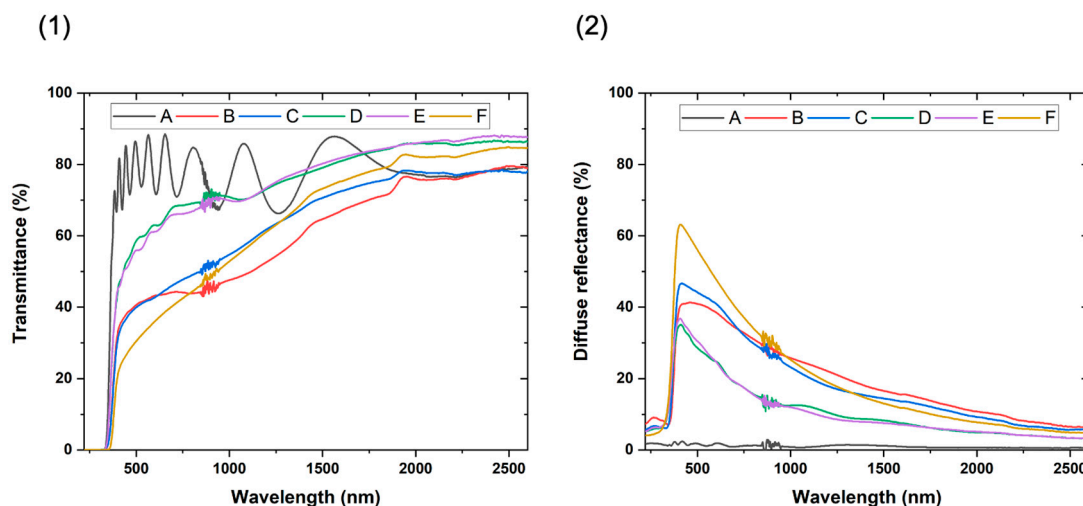 (1)
(2)
A B C D E F
Transmittance (%)
100
80
60
40
20
0
500 1000 1500 2000 2500
Wavelength (nm)
A B C D E F
Diffuse reflectance (%)
100
80
60
40
20
0
500 1000 1500 2000 2500
Wavelength (nm)